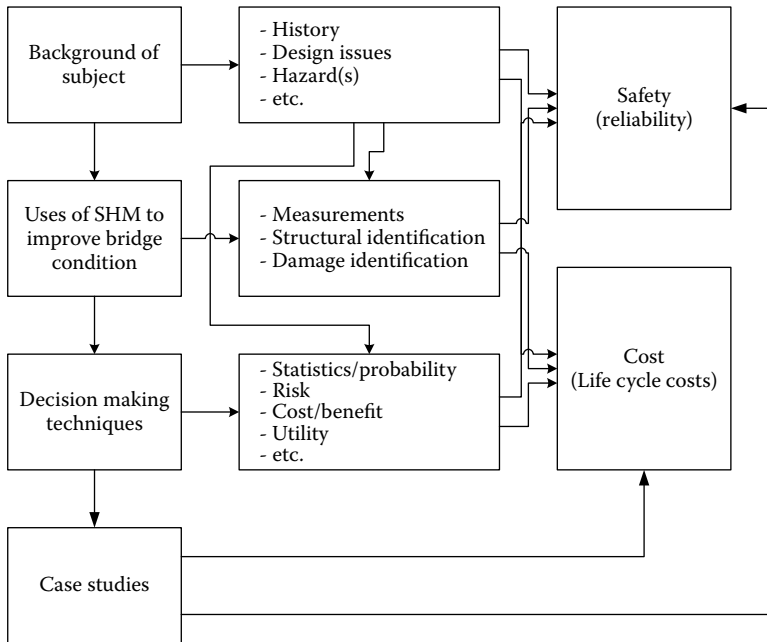 Background of
subject
- History
- Design issues
- Hazard(s)
- etc.
Safety
(reliability)
Uses of SHM to
improve bridge
condition
- Measurements
- Structural identification
- Damage identification
Cost
(Life cycle costs)
Decision making
techniques
- Statistics/probability
- Risk
- Cost/benefit
- Utility
- etc.
Case studies